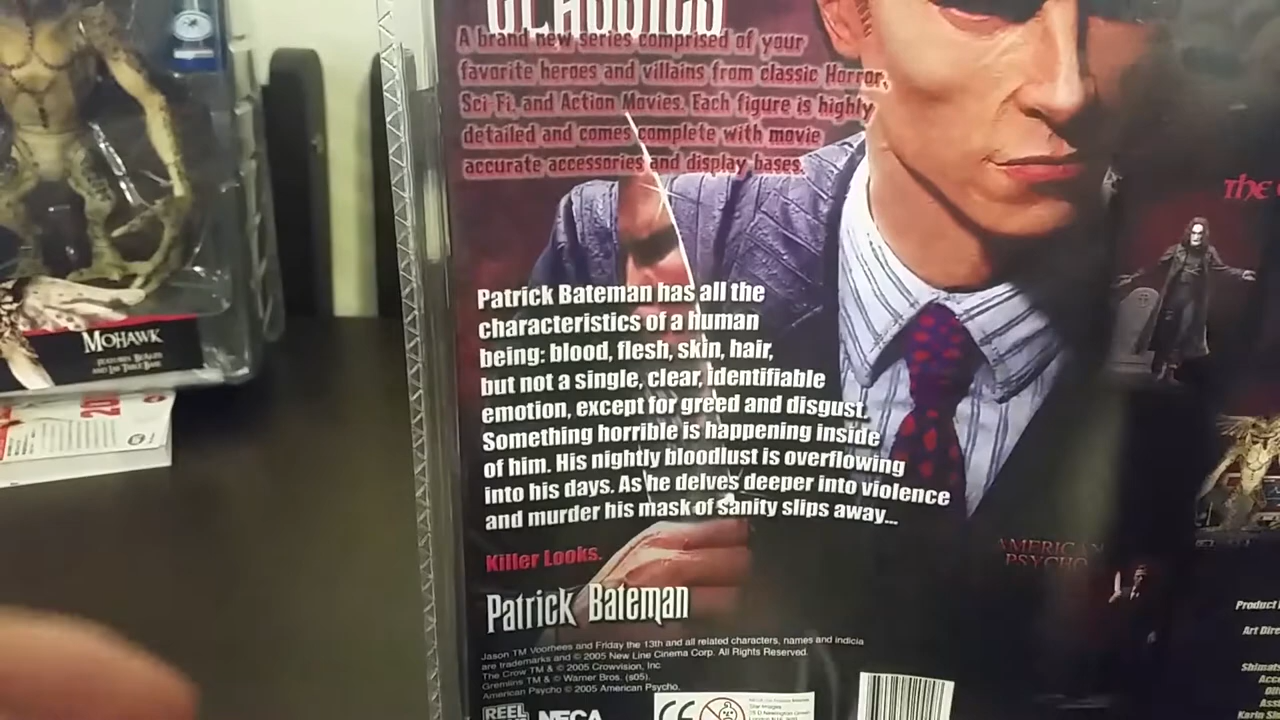 CLASSICS
A brand new series comprised of your
favorite heroes and villains from classic Horror,
Sci Fi, and Action Movies. Each figure is highly
detailed and comes complete with movie
accurate accessories and display bases.
Patrick Bateman has all the
characteristics of a human
being: blood, flesh, skin, hair,
but not a single, clear, identifiable
emotion, except for greed and disgust.
Something horrible is happening inside
of him. His nightly bloodlust is overflowing
into his days. As he delves deeper into violence
and murder his mask of sanity slips away...
Killer Looks.
Patrick Bateman
Jason TM Voorhees and Friday the 13th and all related characters, names and indicia
are trademarks and © 2005 New Line Cinema Corp. All Rights Reserved.
The Crow TM & © 2005 Crowvision, Inc
Gremlins TM & © Warner Bros. (s05).
American Psycho © 2005 American Psycho.
REEL
NECA
CE
MOHAWK
The
AMERICAN
PSYCHO
Product
Art Dire